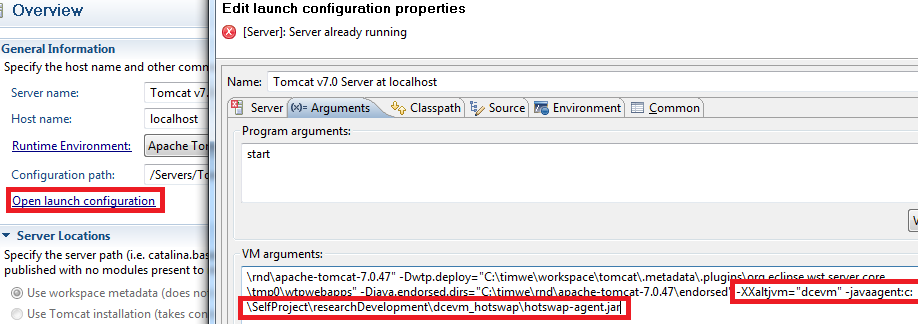 Overview
General Information
Specify the host name and other comm
Server name:
Tomcat v7.
Host name:
localhost
Runtime Environment:
Apache Tom
Configuration path:
/Servers/To
Open launch configuration
Server Locations
Specify the server path (i.e. catalina.bas
published with no modules present to
Use workspace metadata (does no
Use Tomcat installation (takes con
Edit launch configuration properties
[Server]: Server already running
Name:
Tomcat v7.0 Server at localhost
Server
(x)= Arguments
Classpath
Source
Environment
Common
Program arguments:
start
VM arguments:
\rnd\apache-tomcat-7.0.47" -Dwtp.deploy="C:\timwe\workspace\tomcat\.metadata\.plugins\org.eclipse.wst.server.core
\tmp0\wtpwebapps" -Djava.endorsed.dirs="C:\timwe\rnd\apache-tomcat-7.0.47\endorsed" -XXaltjvm="dcevm" -javaagent:c:
\SelfProject\researchDevelopment\dcevm_hotswap\hotswap-agent.jar